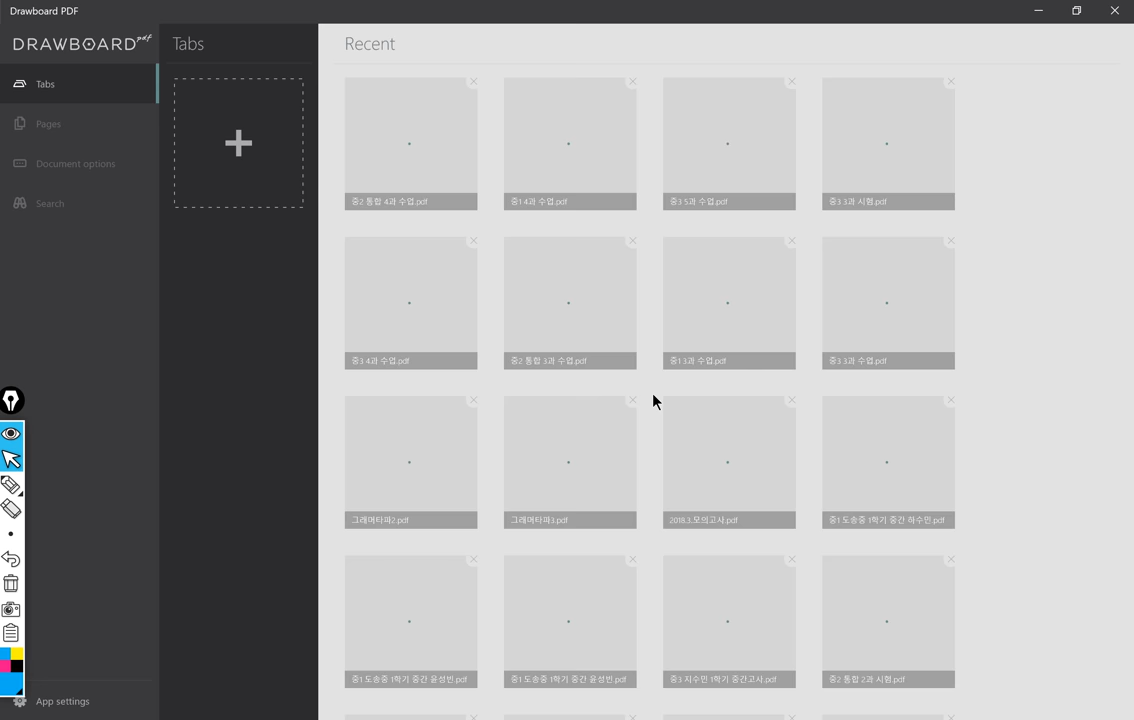 Drawboard PDF
DRAWBOARD pdf
Tabs
Recent
Tabs
Pages
Document options
Search
중2 통합 4과 수업.pdf
중1 4과 수업.pdf
중3 5과 수업.pdf
중3 3과 시험.pdf
중3 4과 수업.pdf
중2 통합 3과 수업.pdf
중1 3과 수업.pdf
중3 3과 수업.pdf
그래머타파2.pdf
그래머타파3.pdf
2018.3.모의고사.pdf
중1 도송중 1학기 중간 하수민.pdf
중1 도송중 1학기 중간 윤성빈.pdf
중1 도송중 1학기 중간 윤성빈.pdf
중3 지수민 1학기 중간고사.pdf
중2 통합 2과 시험.pdf
App settings